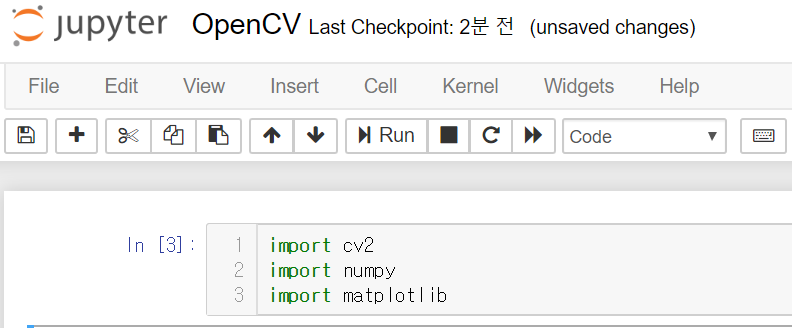 jupyter OpenCV Last Checkpoint: 2분 전 (unsaved changes)
File Edit View Insert Cell Kernel Widgets Help
Run Code
In [3]: 1 import cv2
2 import numpy
3 import matplotlib